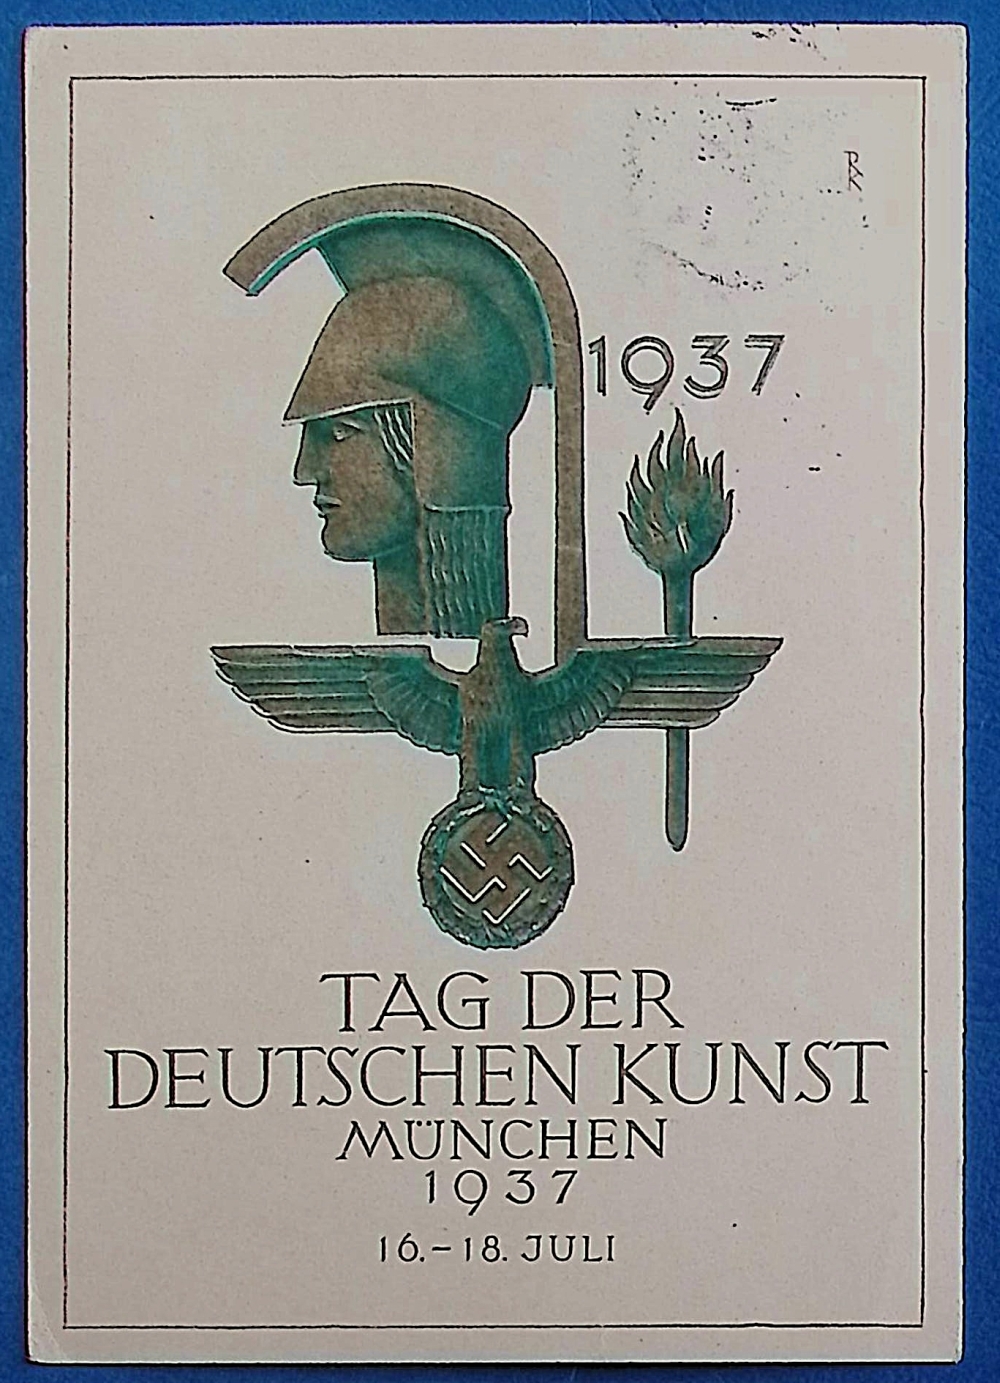 1937
TAG DER
DEUTSCHEN KUNST
MÜNCHEN
1937
16.–18. JULI